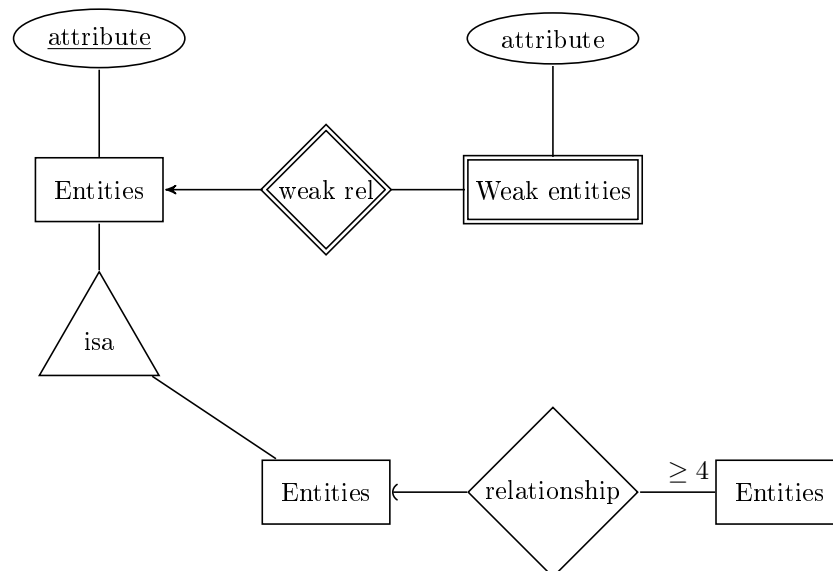 attribute
attribute
Entities
weak rel
Weak entities
isa
≥ 4
Entities
relationship
Entities